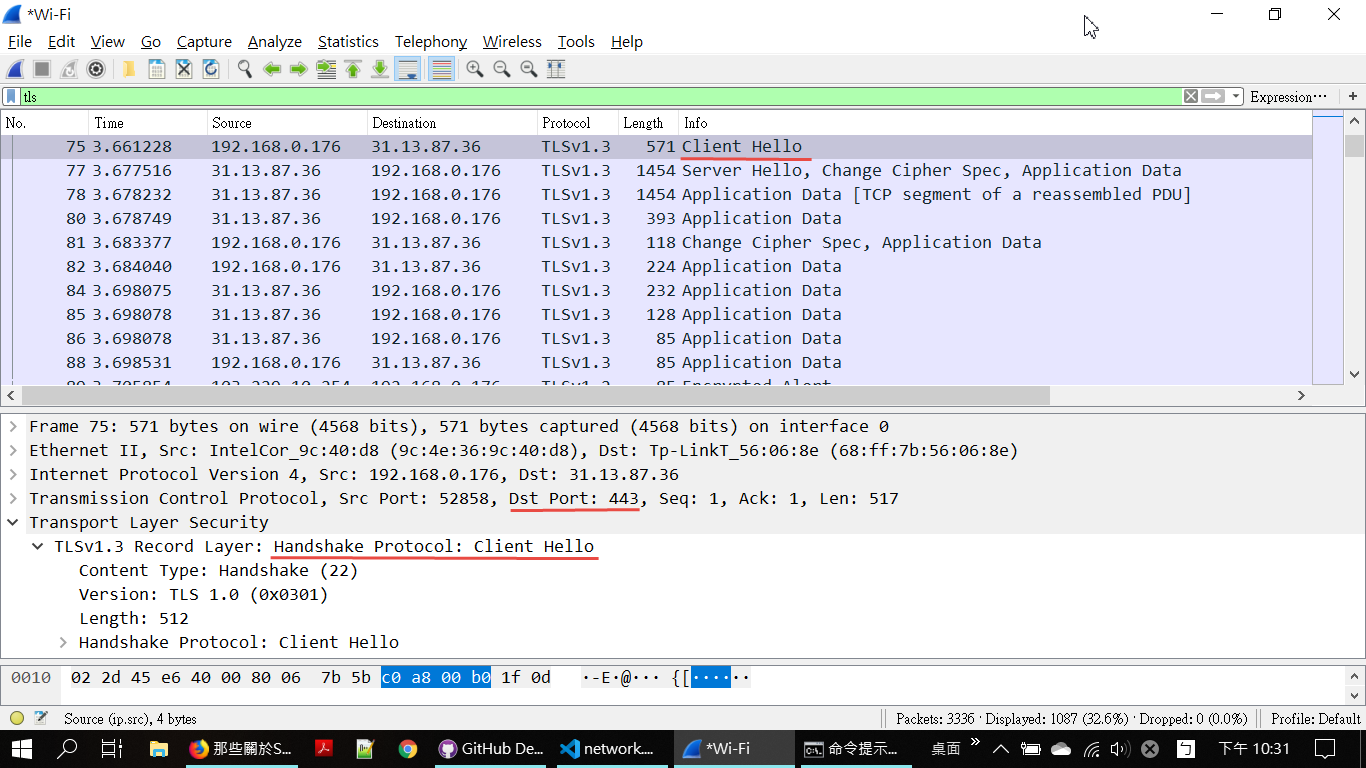 *Wi-Fi
File Edit View Go Capture Analyze Statistics Telephony Wireless Tools Help
tls Expression⋯ +
No. Time Source Destination Protocol Length Info
75 3.661228 192.168.0.176 31.13.87.36 TLSv1.3 571 Client Hello
77 3.677516 31.13.87.36 192.168.0.176 TLSv1.3 1454 Server Hello, Change Cipher Spec, Application Data
78 3.678232 31.13.87.36 192.168.0.176 TLSv1.3 1454 Application Data [TCP segment of a reassembled PDU]
80 3.678749 31.13.87.36 192.168.0.176 TLSv1.3 393 Application Data
81 3.683377 192.168.0.176 31.13.87.36 TLSv1.3 118 Change Cipher Spec, Application Data
82 3.684040 192.168.0.176 31.13.87.36 TLSv1.3 224 Application Data
84 3.698075 31.13.87.36 192.168.0.176 TLSv1.3 232 Application Data
85 3.698078 31.13.87.36 192.168.0.176 TLSv1.3 128 Application Data
86 3.698078 31.13.87.36 192.168.0.176 TLSv1.3 85 Application Data
88 3.698531 192.168.0.176 31.13.87.36 TLSv1.3 85 Application Data
Frame 75: 571 bytes on wire (4568 bits), 571 bytes captured (4568 bits) on interface 0
Ethernet II, Src: IntelCor_9c:40:d8 (9c:4e:36:9c:40:d8), Dst: Tp-LinkT_56:06:8e (68:ff:7b:56:06:8e)
Internet Protocol Version 4, Src: 192.168.0.176, Dst: 31.13.87.36
Transmission Control Protocol, Src Port: 52858, Dst Port: 443, Seq: 1, Ack: 1, Len: 517
Transport Layer Security
TLSv1.3 Record Layer: Handshake Protocol: Client Hello
Content Type: Handshake (22)
Version: TLS 1.0 (0x0301)
Length: 512
Handshake Protocol: Client Hello
0010 02 2d 45 e6 40 00 80 06 7b 5b c0 a8 00 b0 1f 0d ·-E·@··· {[······
Source (ip.src), 4 bytes Packets: 3336 · Displayed: 1087 (32.6%) · Dropped: 0 (0.0%) Profile: Default
那些關於S... GitHub De... network.... *Wi-Fi 命令提示... 桌面 » ㄅ 下午 10:31